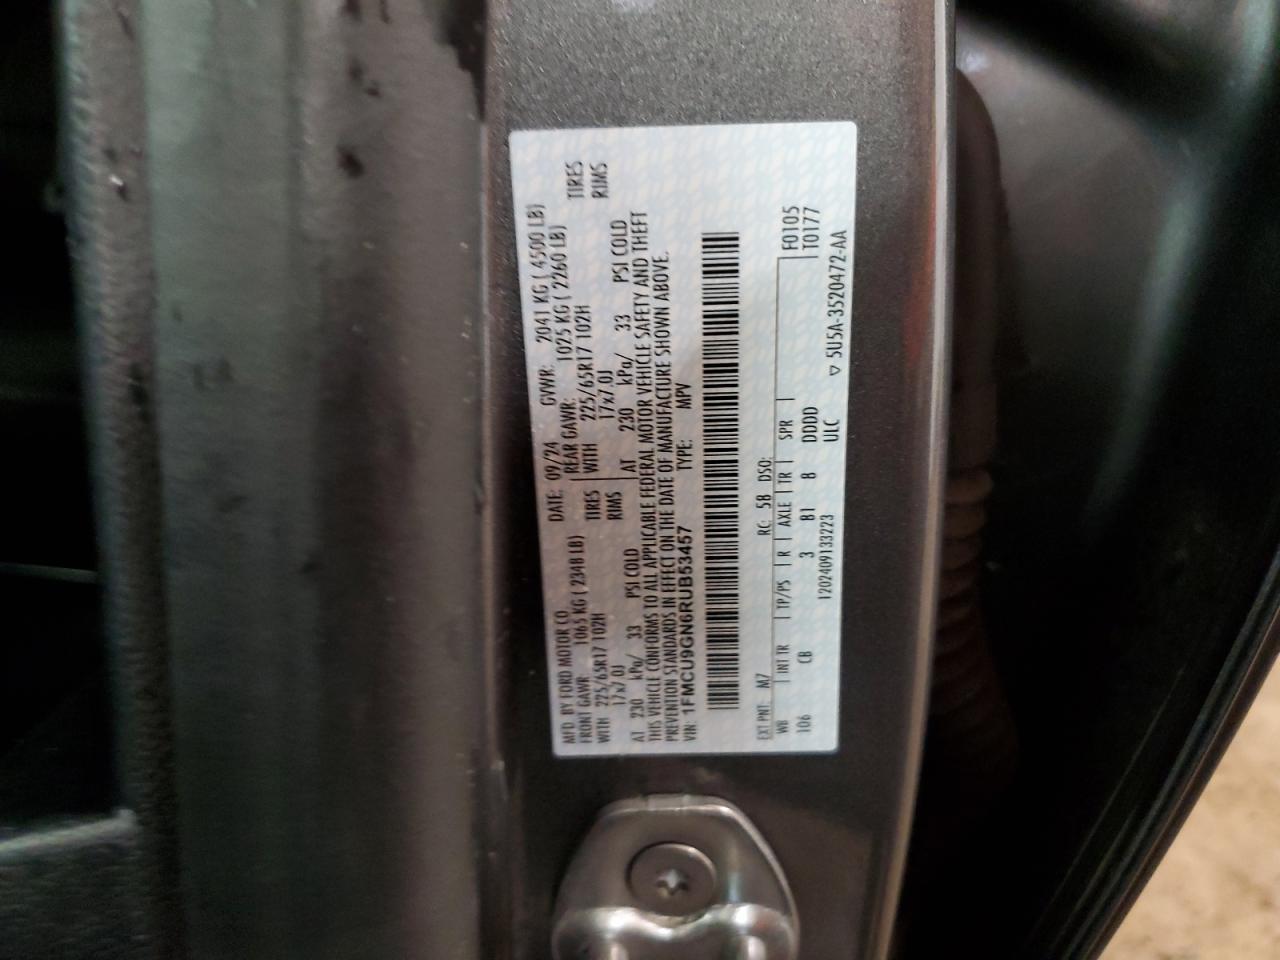 MFD. BY FORD MOTOR CO. DATE: 09/24 GVWR: 2041 KG ( 4500 LB)
FRONT GAWR: 1065 KG ( 2348 LB) REAR GAWR: 1025 KG ( 2260 LB)
WITH 225/65R17 102H TIRES WITH 225/65R17 102H TIRES
17x7.0J RIMS 17x7.0J RIMS
AT 230 kPa/ 33 PSI COLD AT 230 kPa/ 33 PSI COLD
THIS VEHICLE CONFORMS TO ALL APPLICABLE FEDERAL MOTOR VEHICLE SAFETY AND THEFT
PREVENTION STANDARDS IN EFFECT ON THE DATE OF MANUFACTURE SHOWN ABOVE.
VIN: 1FMCU9GN6RUB53457 TYPE: MPV
EXT PNT: M7 RC: 58 DSO: F0105
WB INT TR TP/PS R AXLE TR SPR T0177
106 CB 3 B1 8 DDDD
1202409133223 ULC ▽ 5U5A-3520472-AA